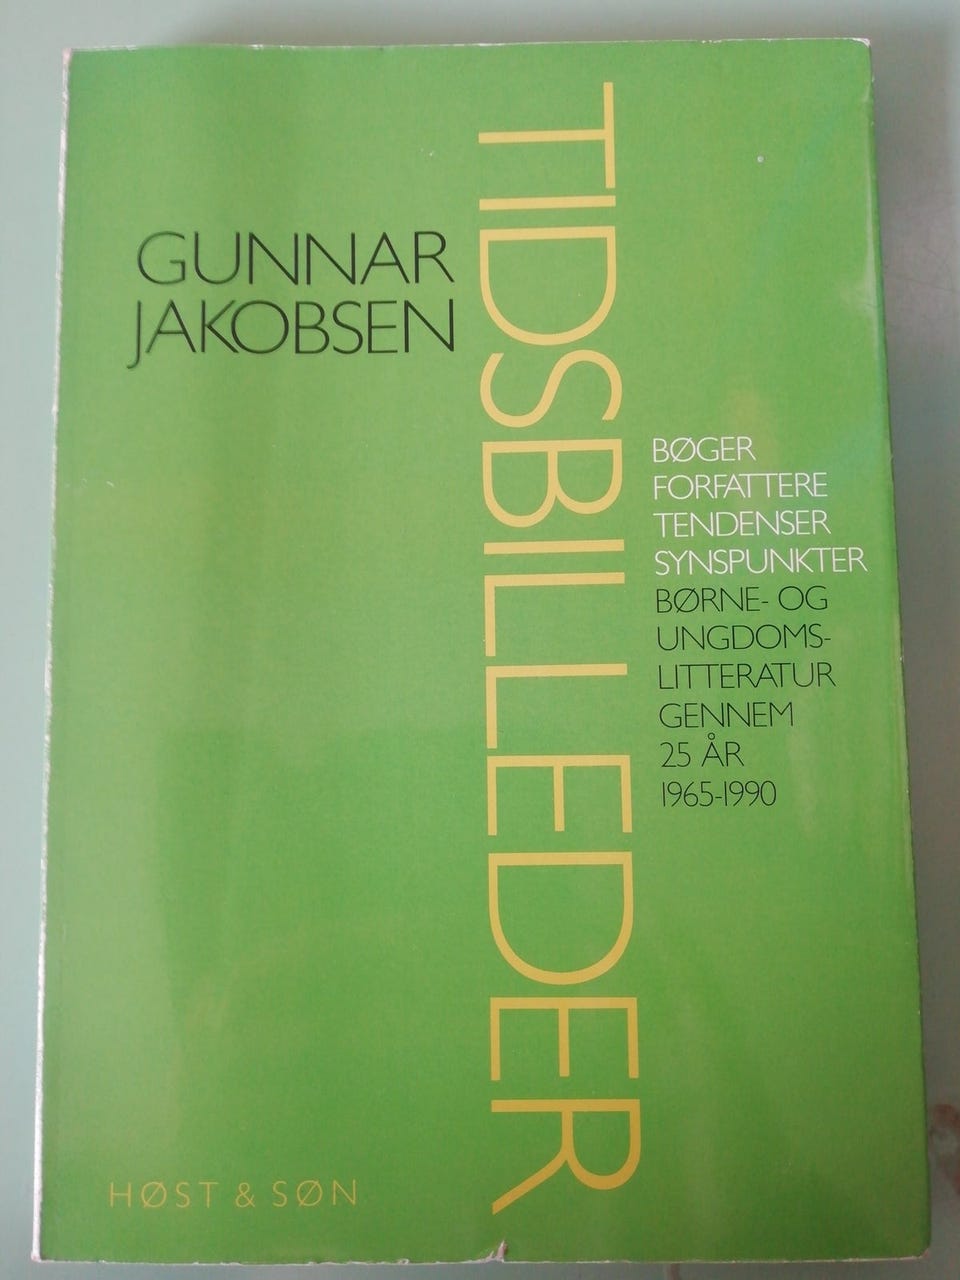 GUNNAR
JAKOBSEN
TIDSBILLEDER
BØGER
FORFATTERE
TENDENSER
SYNSPUNKTER
BØRNE- OG
UNGDOMS-
LITTERATUR
GENNEM
25 ÅR
1965-1990
HØST & SØN